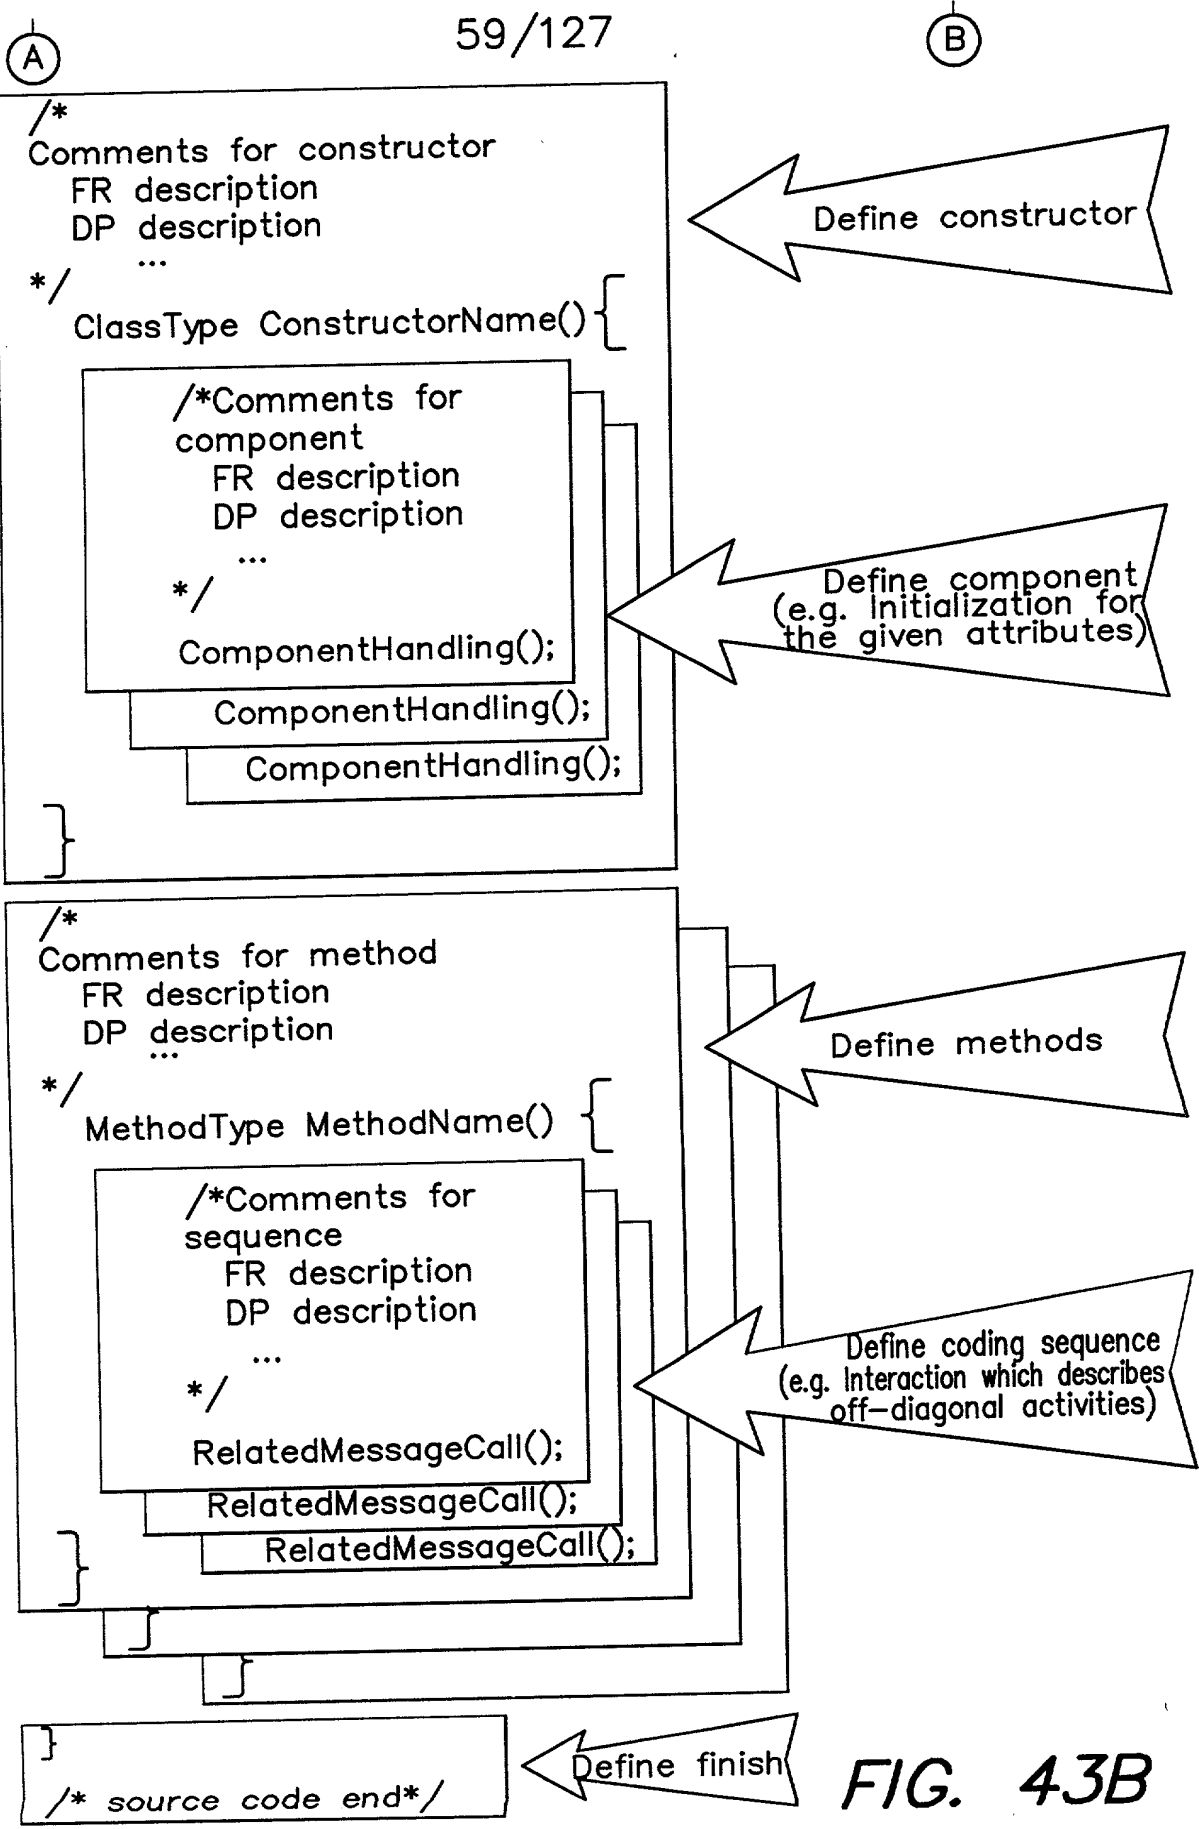 59/127
A
B
/*
Comments for constructor
FR description
DP description
...
*/
ClassType ConstructorName() {
Define constructor
/*Comments for
component
FR description
DP description
...
*/
ComponentHandling();
ComponentHandling();
ComponentHandling();
Define component
(e.g. Initialization for
the given attributes)
}
/*
Comments for method
FR description
DP description
...
*/
MethodType MethodName() {
Define methods
/*Comments for
sequence
FR description
DP description
...
*/
RelatedMessageCall();
RelatedMessageCall();
RelatedMessageCall();
Define coding sequence
(e.g. Interaction which describes
off-diagonal activities)
}
}
}
}
/* source code end*/
Define finish
FIG. 43B